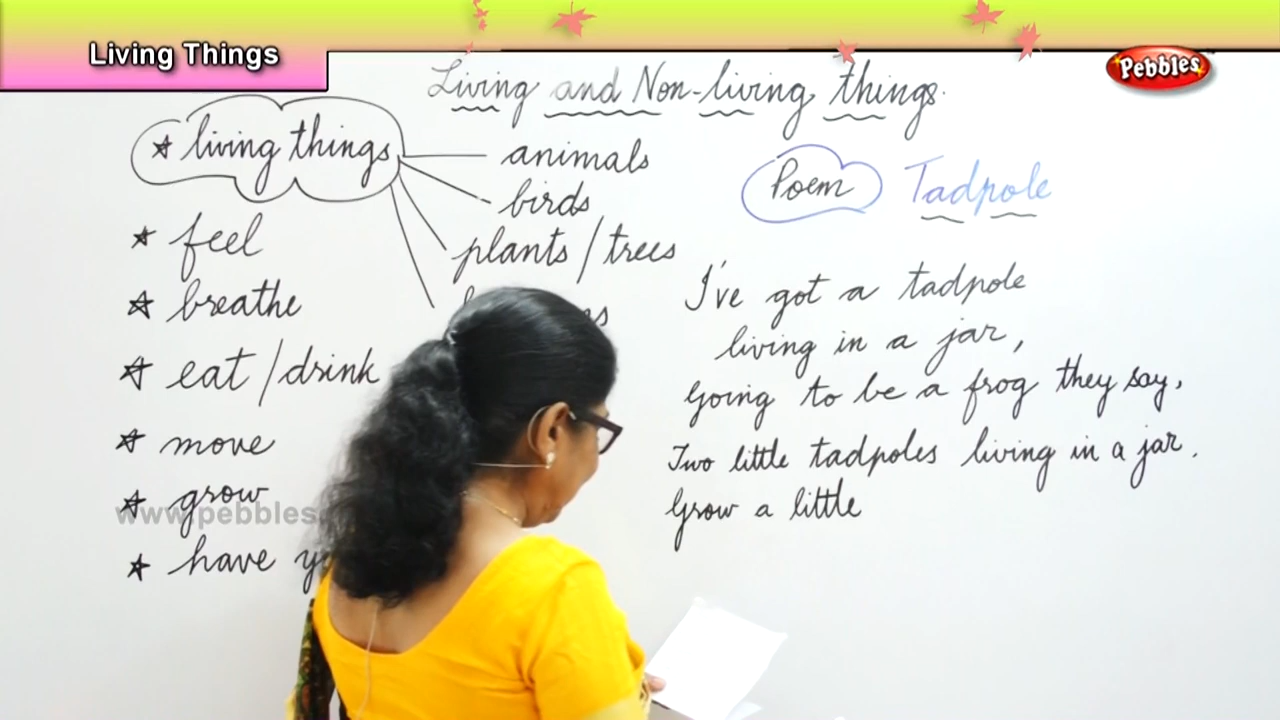 Living Things
Pebbles
Living and Non-living things.
living things
animals
birds
plants / trees
feel
breathe
eat / drink
move
grow
www.pebbles
have
Poem Tadpole
I've got a tadpole
living in a jar,
Going to be a frog they say,
Two little tadpoles living in a jar.
Grow a little